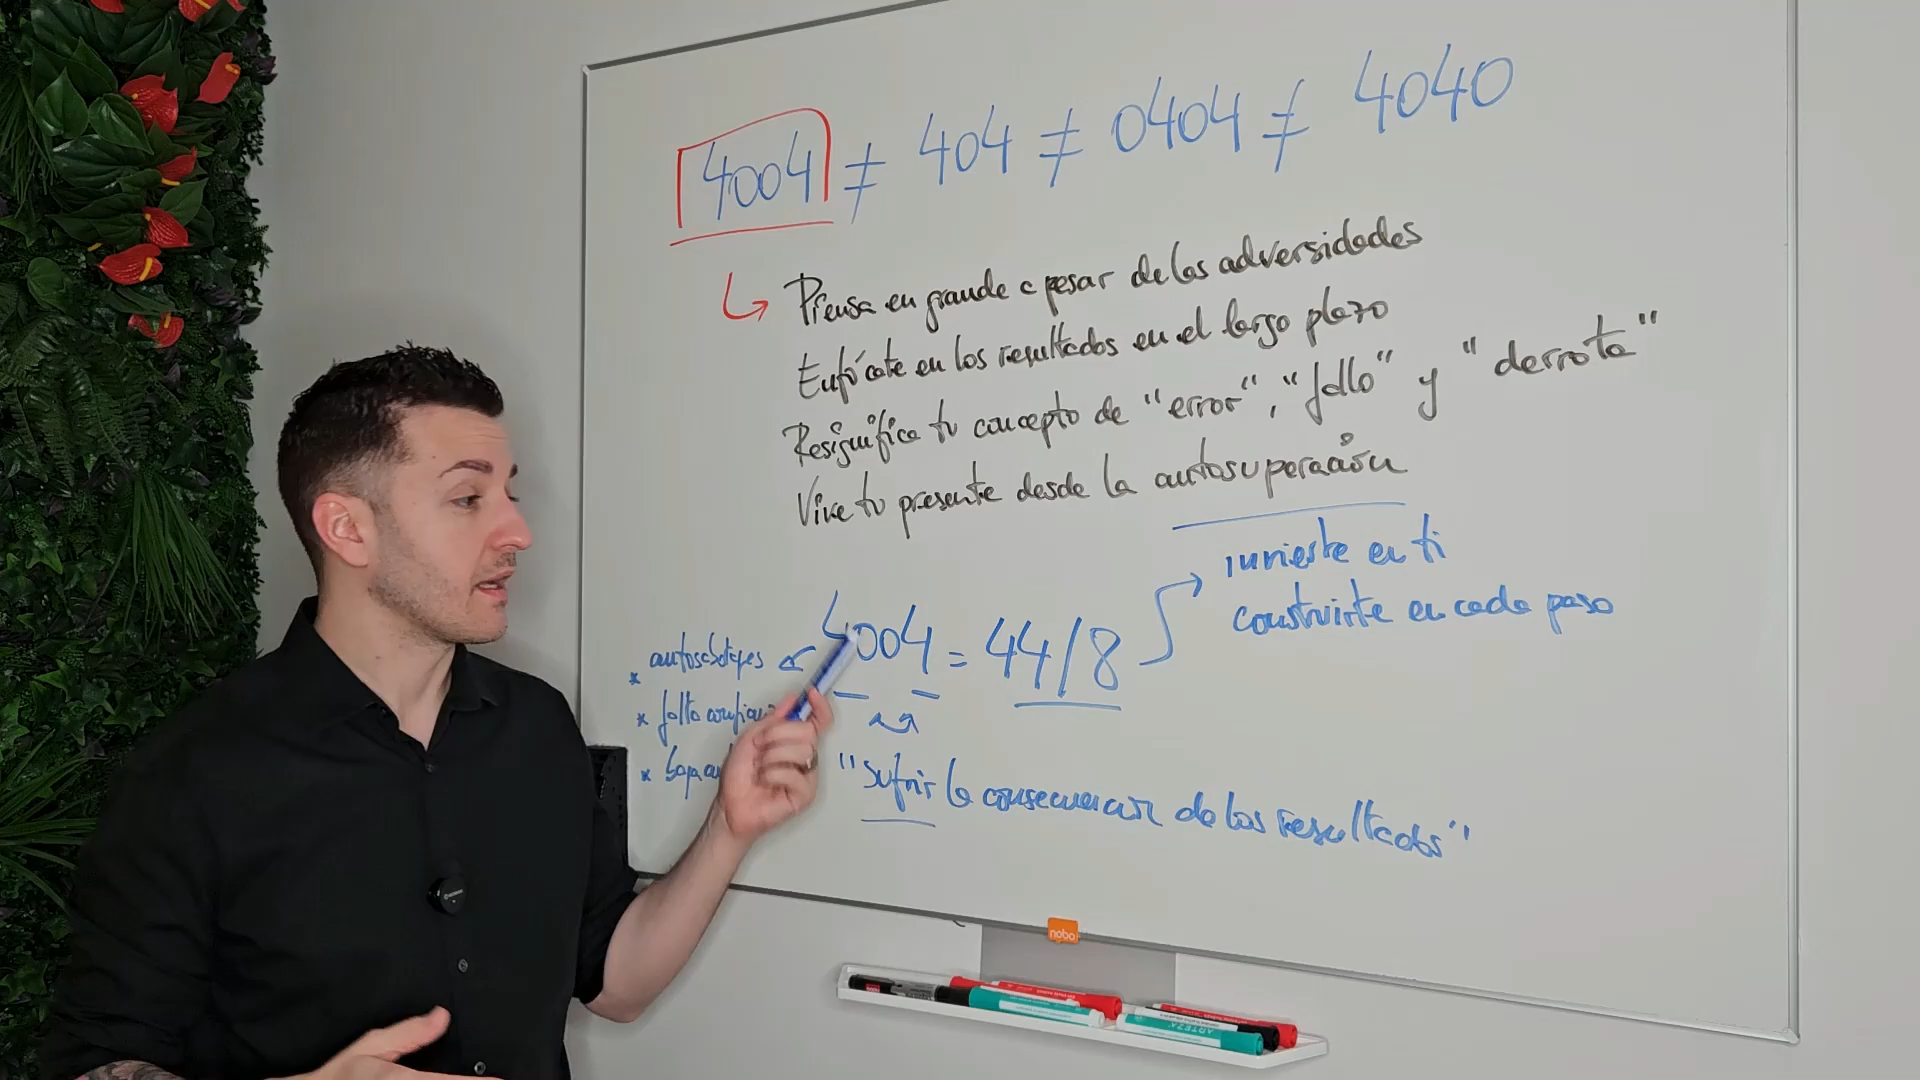 4004 ≠ 404 ≠ 0404 ≠ 4040
↳ Piensa en grande a pesar de las adversidades
Enfócate en los resultados en el largo plazo
Resignifica tu concepto de "error", "fallo" y "derrota"
Vive tu presente desde la autosuperación
invierte en ti
construirte en cada paso
4004 = 44/8
* autosabotajes
* falta
* baja
"Sufrir la consecuencia de los resultados"
nobo